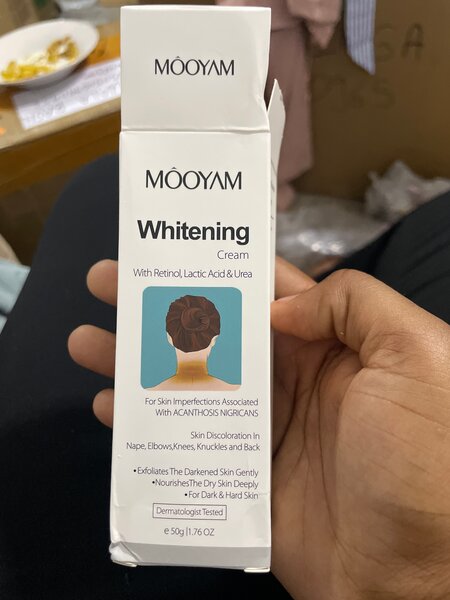 MÔOYAM
MÔOYAM
Whitening
Cream
With Retinol, Lactic Acid & Urea
For Skin Imperfections Associated
With ACANTHOSIS NIGRICANS
Skin Discoloration In
Nape, Elbows,Knees, Knuckles and Back
•Exfoliates The Darkened Skin Gently
•NourishesThe Dry Skin Deeply
•For Dark & Hard Skin
Dermatologist Tested
e 50g|1.76 OZ